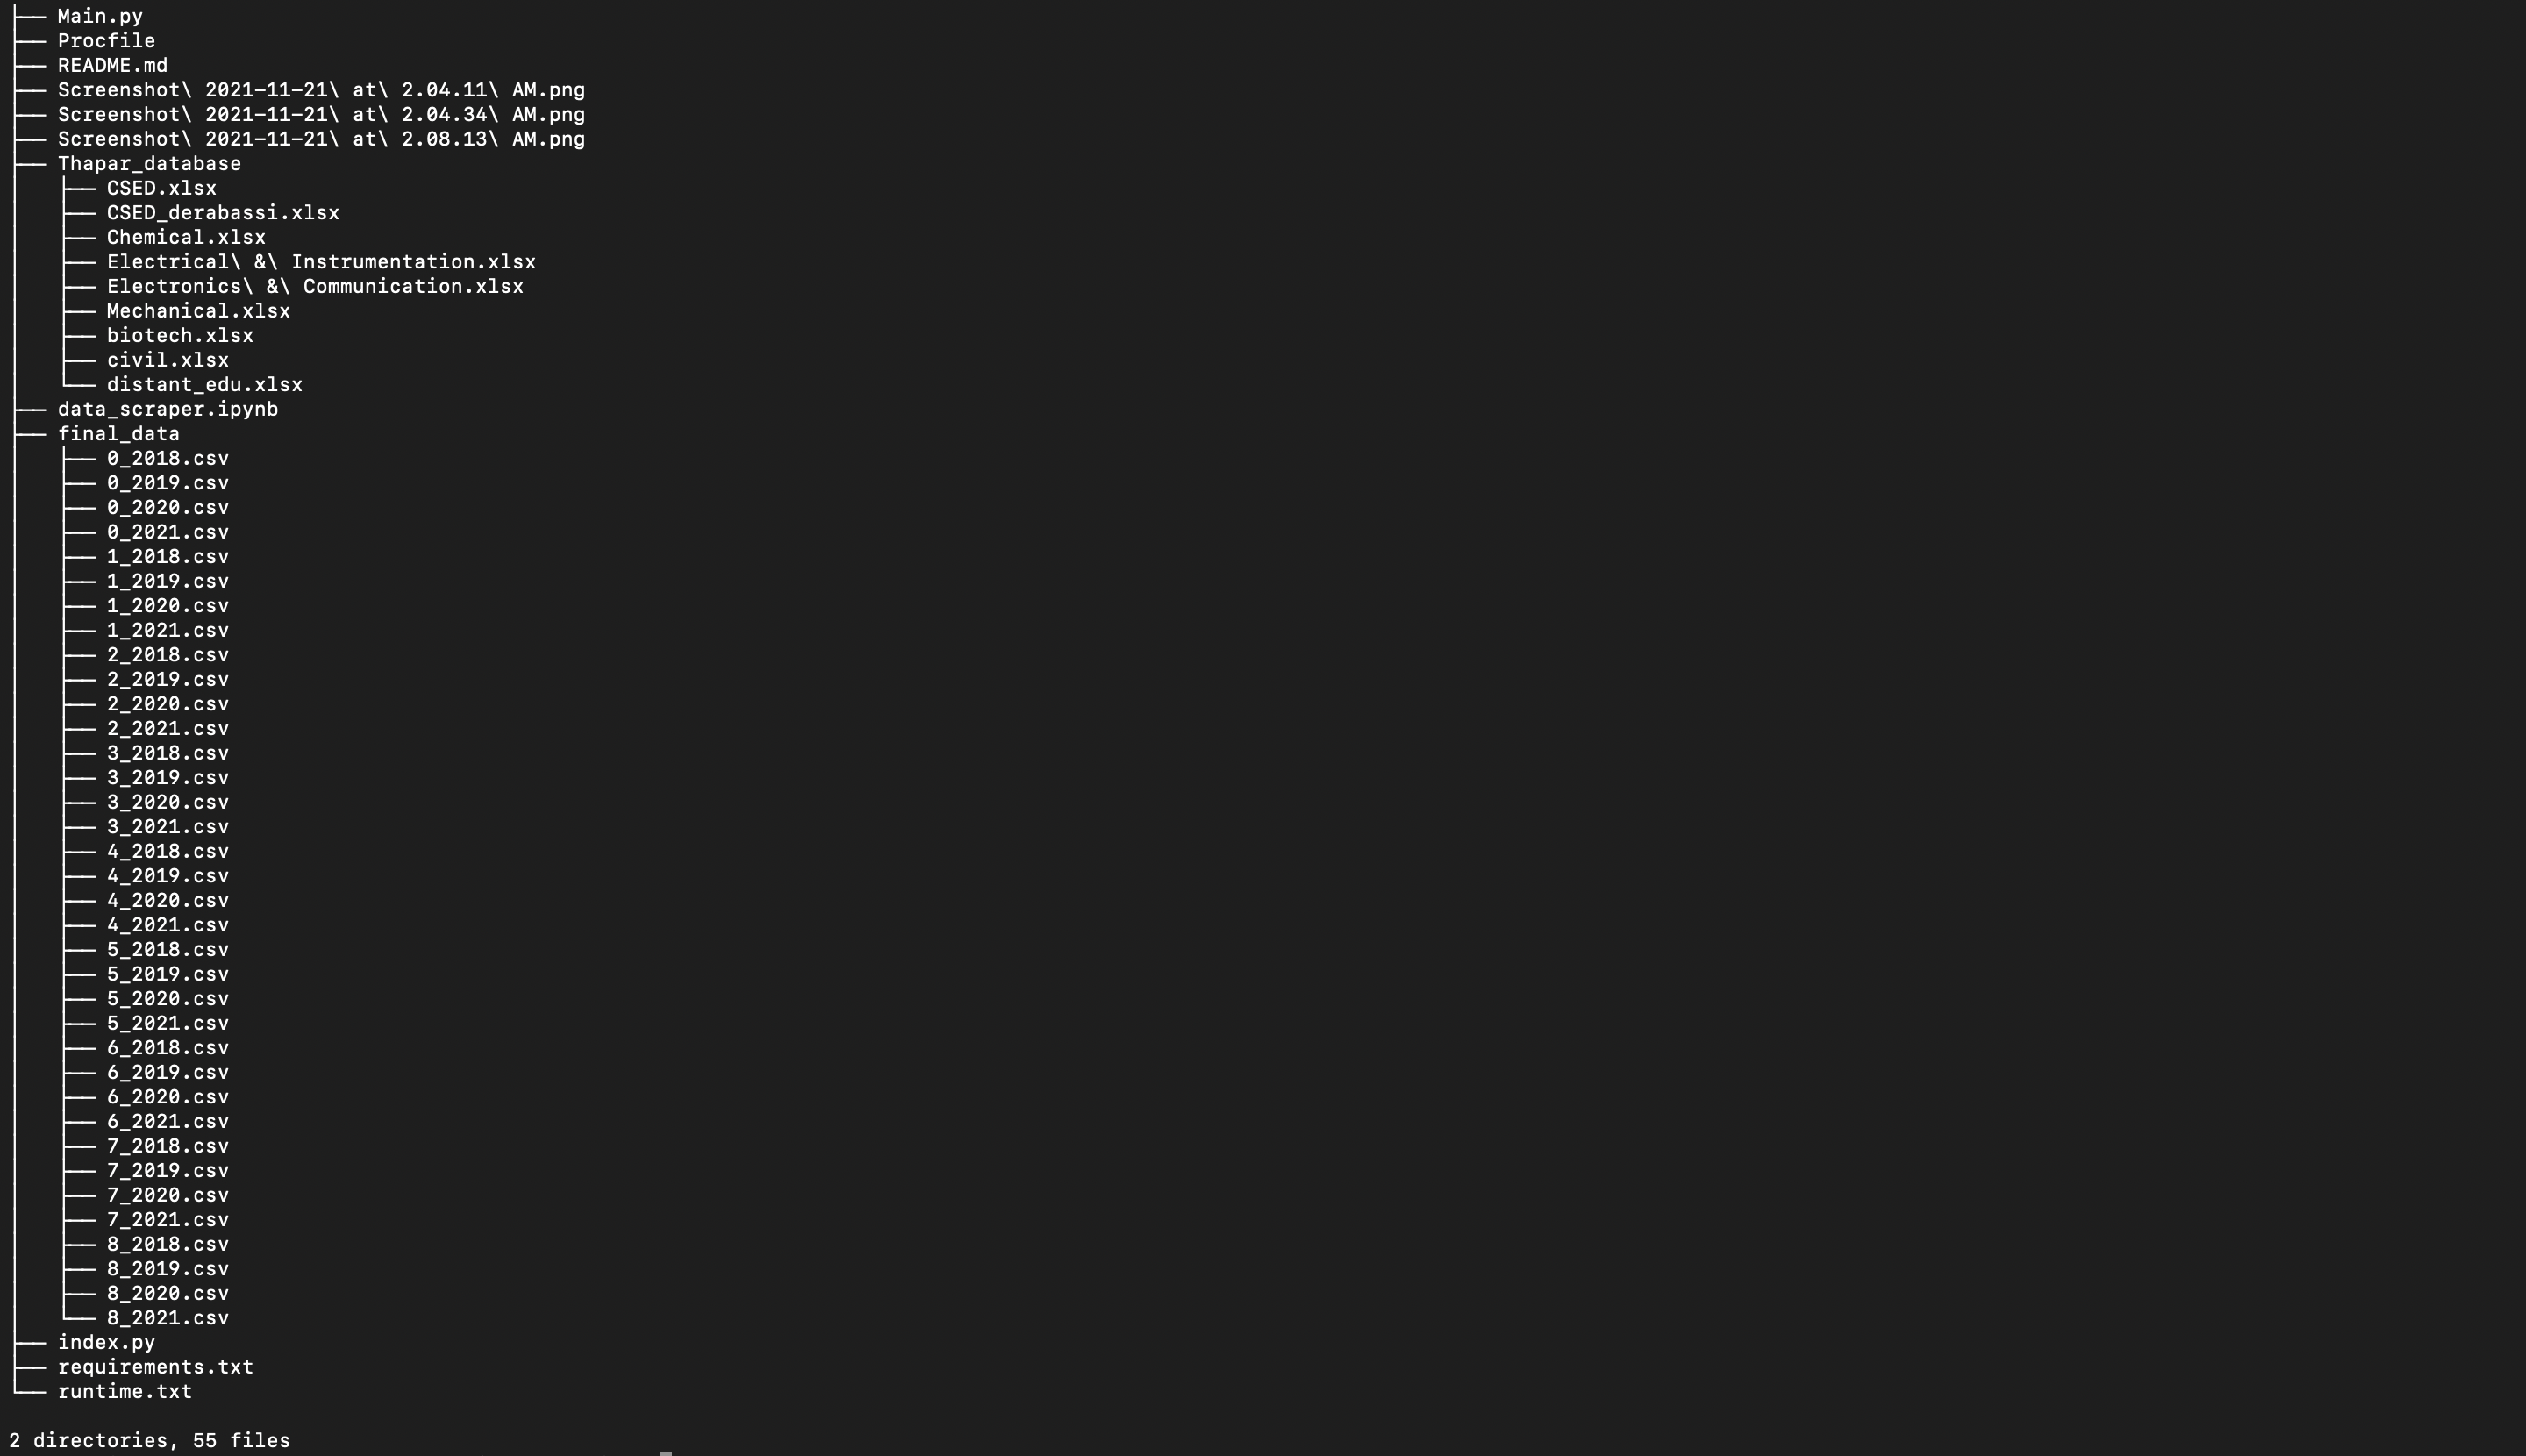 ├── Main.py
├── Procfile
├── README.md
├── Screenshot\ 2021-11-21\ at\ 2.04.11\ AM.png
├── Screenshot\ 2021-11-21\ at\ 2.04.34\ AM.png
├── Screenshot\ 2021-11-21\ at\ 2.08.13\ AM.png
├── Thapar_database
│   ├── CSED.xlsx
│   ├── CSED_derabassi.xlsx
│   ├── Chemical.xlsx
│   ├── Electrical\ &\ Instrumentation.xlsx
│   ├── Electronics\ &\ Communication.xlsx
│   ├── Mechanical.xlsx
│   ├── biotech.xlsx
│   ├── civil.xlsx
│   └── distant_edu.xlsx
├── data_scraper.ipynb
├── final_data
│   ├── 0_2018.csv
│   ├── 0_2019.csv
│   ├── 0_2020.csv
│   ├── 0_2021.csv
│   ├── 1_2018.csv
│   ├── 1_2019.csv
│   ├── 1_2020.csv
│   ├── 1_2021.csv
│   ├── 2_2018.csv
│   ├── 2_2019.csv
│   ├── 2_2020.csv
│   ├── 2_2021.csv
│   ├── 3_2018.csv
│   ├── 3_2019.csv
│   ├── 3_2020.csv
│   ├── 3_2021.csv
│   ├── 4_2018.csv
│   ├── 4_2019.csv
│   ├── 4_2020.csv
│   ├── 4_2021.csv
│   ├── 5_2018.csv
│   ├── 5_2019.csv
│   ├── 5_2020.csv
│   ├── 5_2021.csv
│   ├── 6_2018.csv
│   ├── 6_2019.csv
│   ├── 6_2020.csv
│   ├── 6_2021.csv
│   ├── 7_2018.csv
│   ├── 7_2019.csv
│   ├── 7_2020.csv
│   ├── 7_2021.csv
│   ├── 8_2018.csv
│   ├── 8_2019.csv
│   ├── 8_2020.csv
│   └── 8_2021.csv
├── index.py
├── requirements.txt
└── runtime.txt
2 directories, 55 files